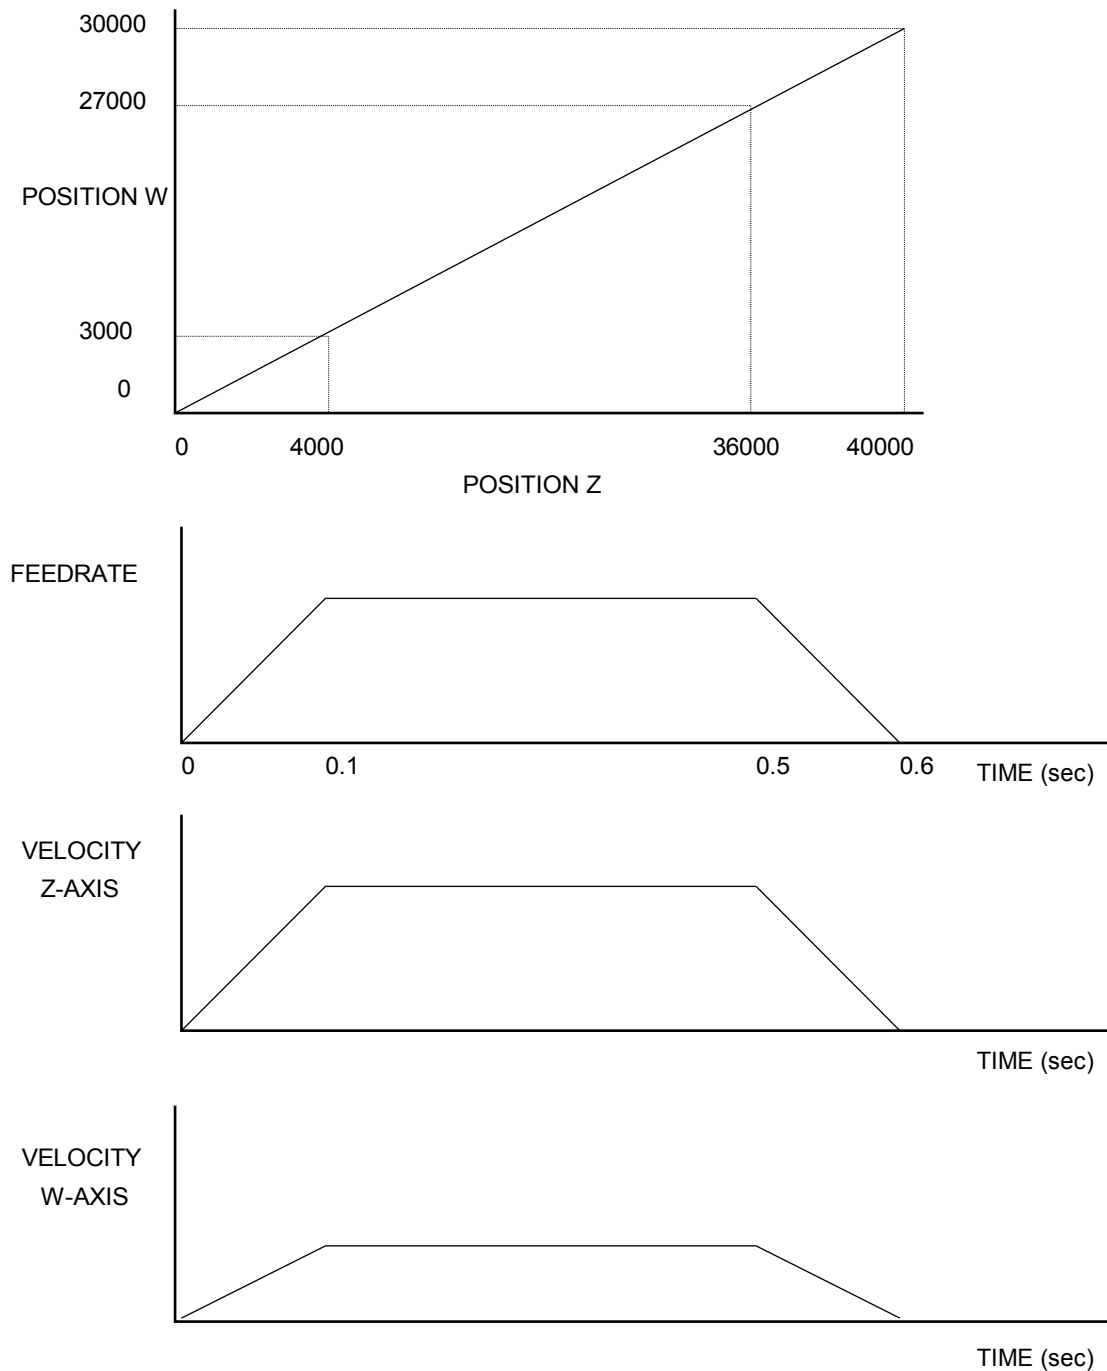 30000
27000
POSITION W
3000
0
0 4000 36000 40000
POSITION Z
FEEDRATE
0 0.1 0.5 0.6 TIME (sec)
VELOCITY
Z-AXIS
TIME (sec)
VELOCITY
W-AXIS
TIME (sec)